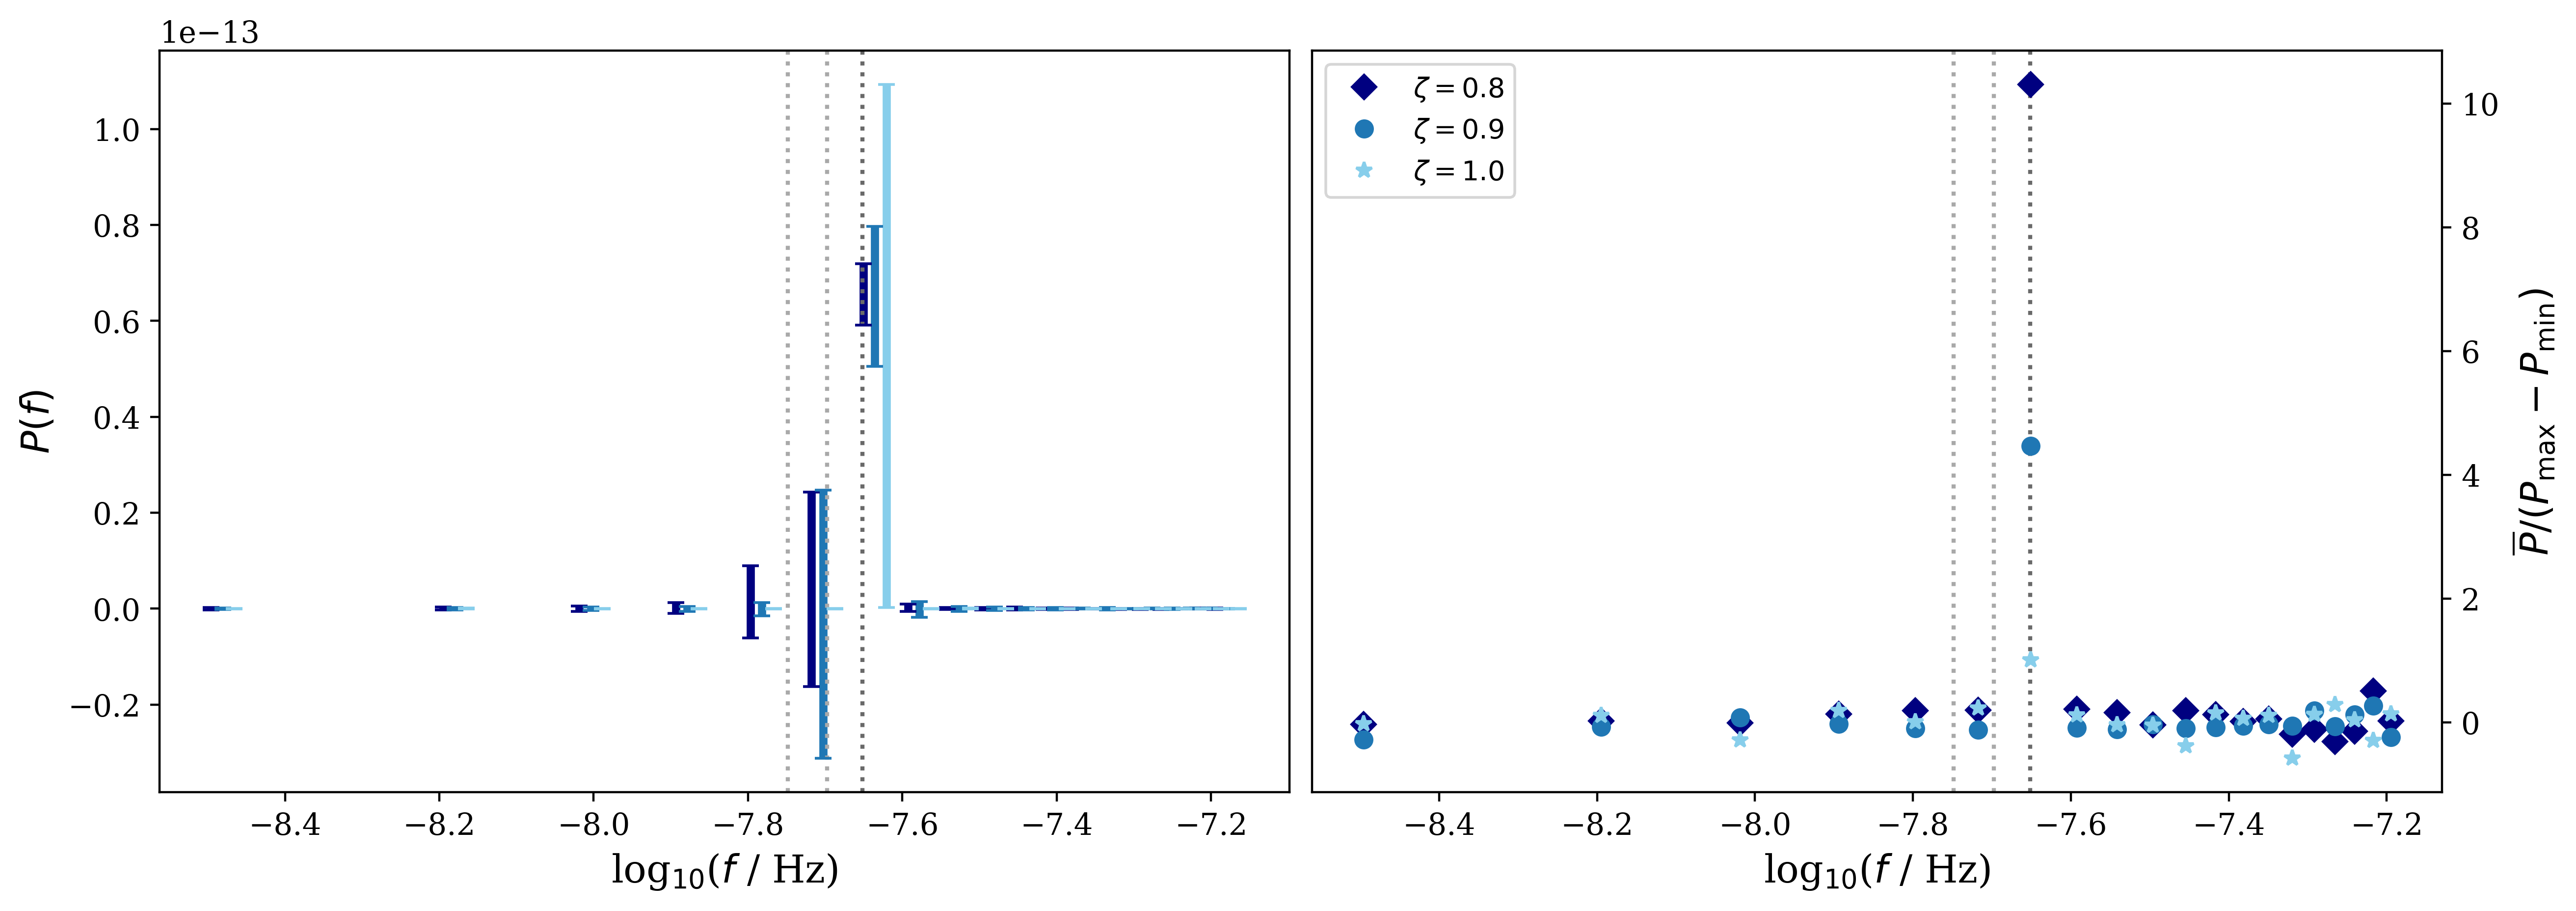 1e−13
P(f)
1.0
0.8
0.6
0.4
0.2
0.0
−0.2
−8.4 −8.2 −8.0 −7.8 −7.6 −7.4 −7.2
log₁₀(f / Hz)
ζ = 0.8
ζ = 0.9
ζ = 1.0
10
8
6
4
2
0
P̅/(Pmax − Pmin)
−8.4 −8.2 −8.0 −7.8 −7.6 −7.4 −7.2
log₁₀(f / Hz)